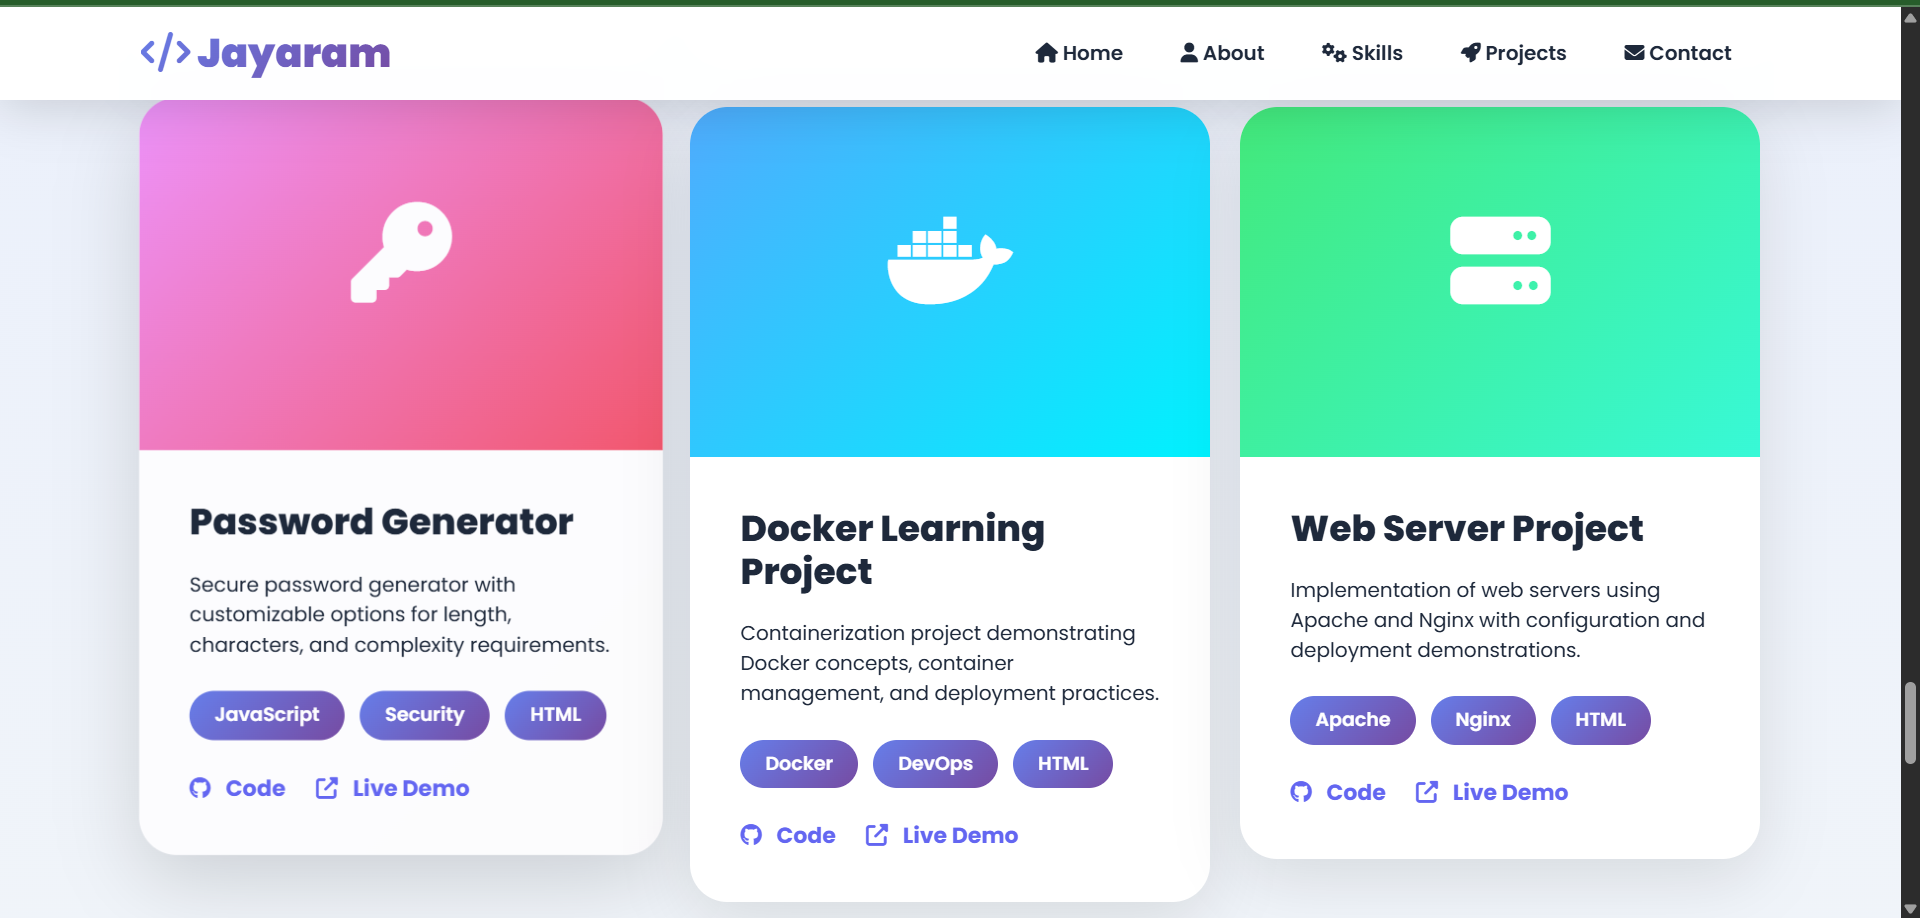 </> Jayaram
Home
About
Skills
Projects
Contact
Password Generator
Secure password generator with
customizable options for length,
characters, and complexity requirements.
JavaScript
Security
HTML
Code
Live Demo
Docker Learning
Project
Containerization project demonstrating
Docker concepts, container
management, and deployment practices.
Docker
DevOps
HTML
Code
Live Demo
Web Server Project
Implementation of web servers using
Apache and Nginx with configuration and
deployment demonstrations.
Apache
Nginx
HTML
Code
Live Demo